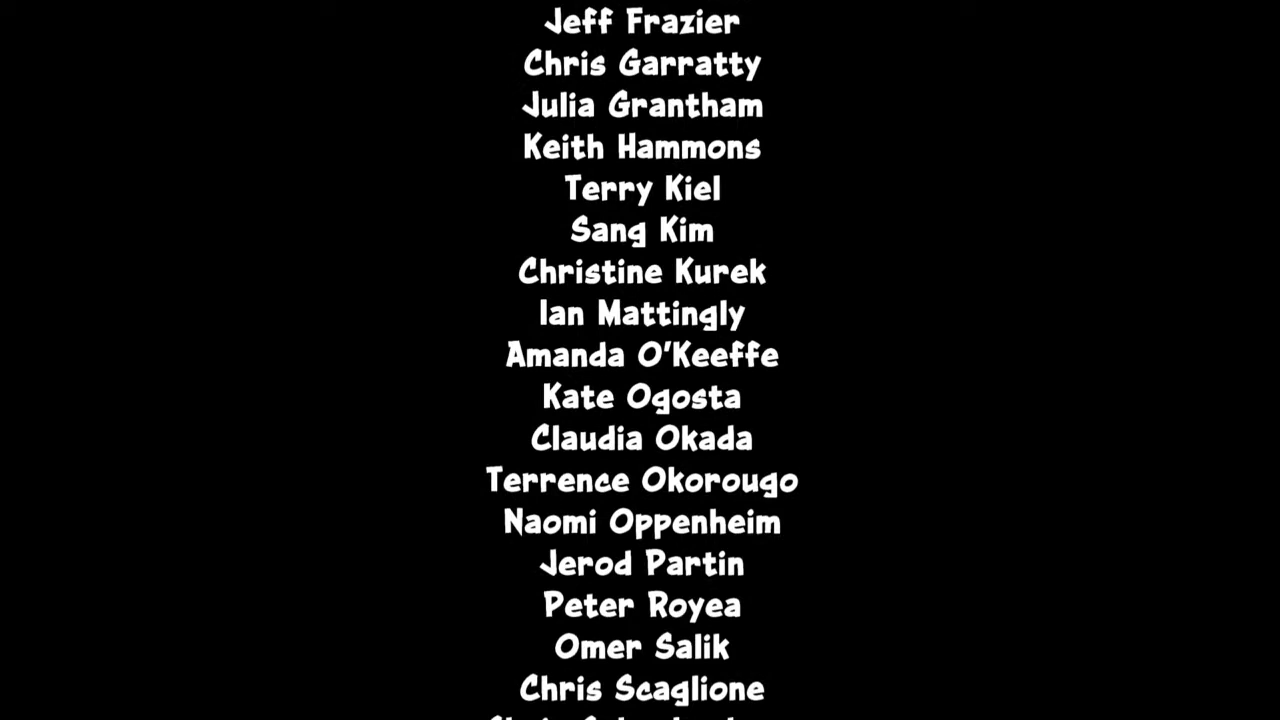 Jeff Frazier
Chris Garratty
Julia Grantham
Keith Hammons
Terry Kiel
Sang Kim
Christine Kurek
Ian Mattingly
Amanda O'Keeffe
Kate Ogosta
Claudia Okada
Terrence Okorougo
Naomi Oppenheim
Jerod Partin
Peter Royea
Omer Salik
Chris Scaglione